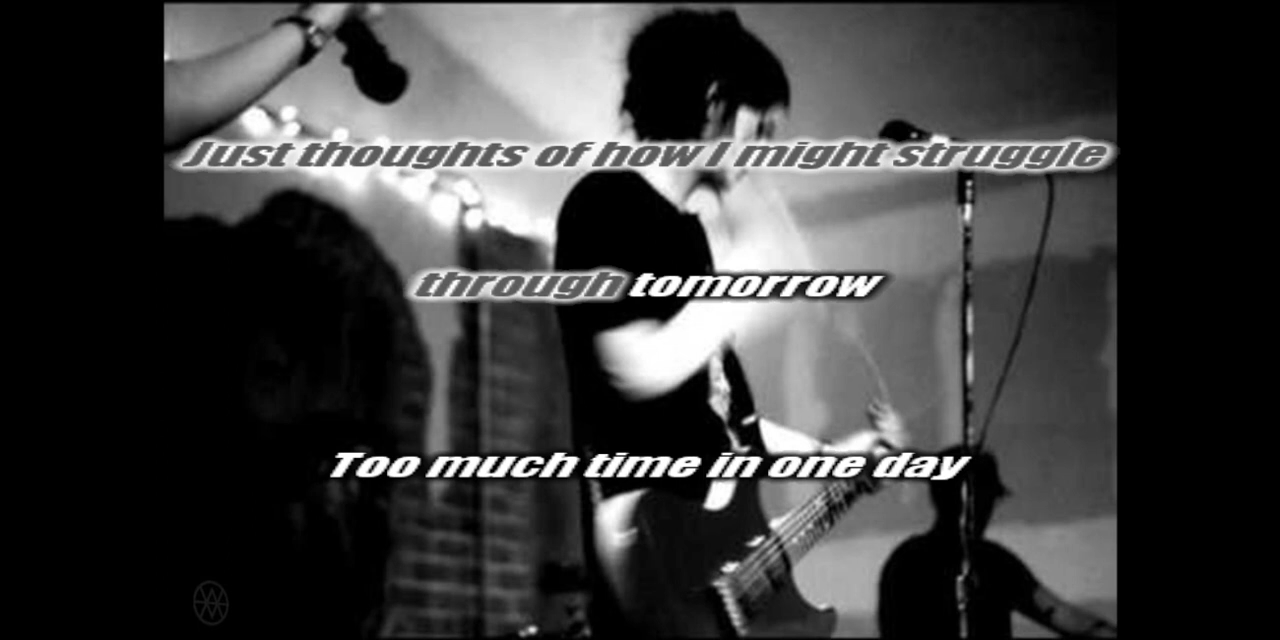 Just thoughts of how I might struggle
through tomorrow
Too much time in one day